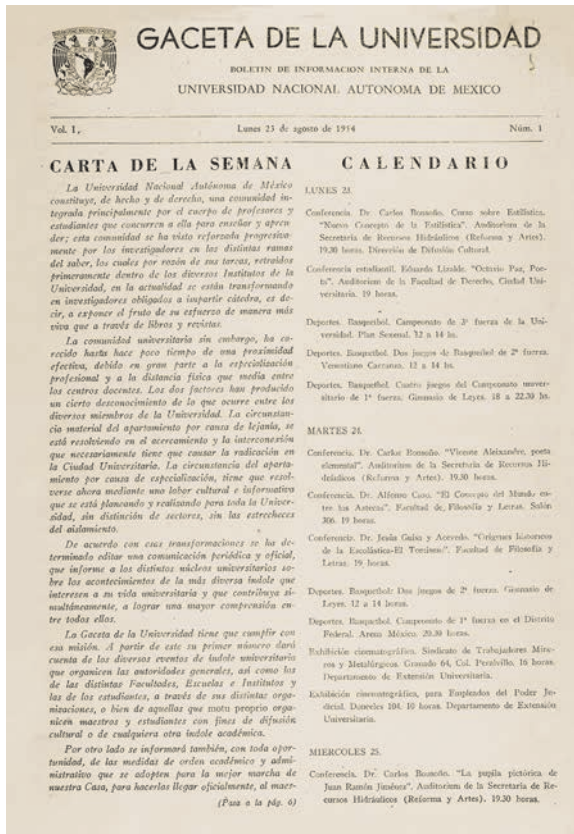 GACETA DE LA UNIVERSIDAD
BOLETIN DE INFORMACION INTERNA DE LA
UNIVERSIDAD NACIONAL AUTONOMA DE MEXICO
Vol. I, Lunes 23 de agosto de 1954 Núm. 1
CARTA DE LA SEMANA
La Universidad Nacional Autónoma de México
constituye, de hecho y de derecho, una comunidad in-
tegrada principalmente por el cuerpo de profesores y
estudiantes que concurren a ella para enseñar y apren-
der; esta comunidad se ha visto reforzada progresiva-
mente por los investigadores en las distintas ramas
del saber, los cuales por razón de sus tareas, retraídos
primeramente dentro de los diversos Institutos de la
Universidad, en la actualidad se están transformando
en investigadores obligados a impartir cátedra, es de-
cir, a exponer el fruto de su esfuerzo de manera más
viva que a través de libros y revistas.
La comunidad universitaria sin embargo, ha ca-
recido hasta hace poco tiempo de una proximidad
efectiva, debido en gran parte a la especialización
profesional y a la distancia física que media entre
los centros docentes. Los dos factores han producido
un cierto desconocimiento de lo que ocurre entre los
diversos miembros de la Universidad. La circunstan-
cia material del apartamiento por causa de lejanía, se
está resolviendo en el acercamiento y la interconexión
que necesariamente tiene que causar la radicación en
la Ciudad Universitaria. La circunstancia del aparta-
miento por causa de especialización, tiene que resol-
verse ahora mediante una labor cultural e informativa
que se está planeando y realizando para toda la Univer-
sidad, sin distinción de sectores, sin las estrecheces
del aislamiento.
De acuerdo con esas transformaciones se ha de-
terminado editar una comunicación periódica y oficial,
que informe a los distintos núcleos universitarios so-
bre los acontecimientos de la más diversa índole que
interesen a su vida universitaria y que contribuya si-
multáneamente, a lograr una mayor comprensión en-
tre todos ellos.
La Gaceta de la Universidad tiene que cumplir con
esa misión. A partir de este su primer número dará
cuenta de los diversos eventos de índole universitaria
que organicen las autoridades generales, así como los
de las distintas Facultades, Escuelas e Institutos y
las de los estudiantes, a través de sus distintas orga-
nizaciones, o bien de aquellas que motu proprio orga-
nicen maestros y estudiantes con fines de difusión
cultural o de cualquiera otra índole académica.
Por otro lado se informará también, con toda opor-
tunidad, de las medidas de orden académico y admi-
nistrativo que se adopten para la mejor marcha de
nuestra Casa, para hacerlas llegar oficialmente, al maes-
(Pasa a la pág. 6)
CALENDARIO
LUNES 23.
Conferencia. Dr. Carlos Bousoño. Curso sobre Estilística.
"Nuevo Concepto de la Estilística". Auditorium de la
Secretaría de Recursos Hidráulicos (Reforma y Artes).
19.30 horas. Dirección de Difusión Cultural.
Conferencia estudiantil. Eduardo Lizalde. "Octavio Paz, Poe-
ta". Auditorium de la Facultad de Derecho, Ciudad Uni-
versitaria. 19 horas.
Deportes. Basquetbol. Campeonato de 3ª fuerza de la Uni-
versidad. Plan Sexenal. 12 a 14 hs.
Deportes. Basquetbol. Dos juegos de Basquetbol de 2ª fuerza.
Venustiano Carranza. 12 a 14 hs.
Deportes. Basquetbol. Cuatro juegos del Campeonato univer-
sitario de 1ª fuerza. Gimnasio de Leyes. 18 a 22.30 hs.
MARTES 24.
Conferencia. Dr. Carlos Bousoño. "Vicente Aleixandre, poeta
elemental". Auditorium de la Secretaría de Recursos Hi-
dráulicos (Reforma y Artes). 19.30 horas.
Conferencia. Dr. Alfonso Caso. "El Concepto del Mundo en-
tre los Aztecas". Facultad de Filosofía y Letras. Salón
306. 19 horas.
Conferencia. Dr. Jesús Guisa y Acevedo. "Orígenes históricos
de la Escolástica-El Tomismo". Facultad de Filosofía y
Letras. 19 horas.
Deportes. Basquetbol: Dos juegos de 2ª fuerza. Gimnasio de
Leyes. 12 a 14 horas.
Deportes. Basquetbol. Campeonato de 1ª fuerza en el Distrito
Federal. Arena México. 20.30 horas.
Exhibición cinematográfica. Sindicato de Trabajadores Mine-
ros y Metalúrgicos. Granado 64, Col. Peralvillo. 16 horas.
Departamento de Extensión Universitaria.
Exhibición cinematográfica, para Empleados del Poder Ju-
dicial. Donceles 104. 10 horas. Departamento de Extensión
Universitaria.
MIERCOLES 25.
Conferencia. Dr. Carlos Bousoño. "La pupila pictórica de
Juan Ramón Jiménez". Auditorium de la Secretaría de Re-
cursos Hidráulicos (Reforma y Artes). 19.30 horas.